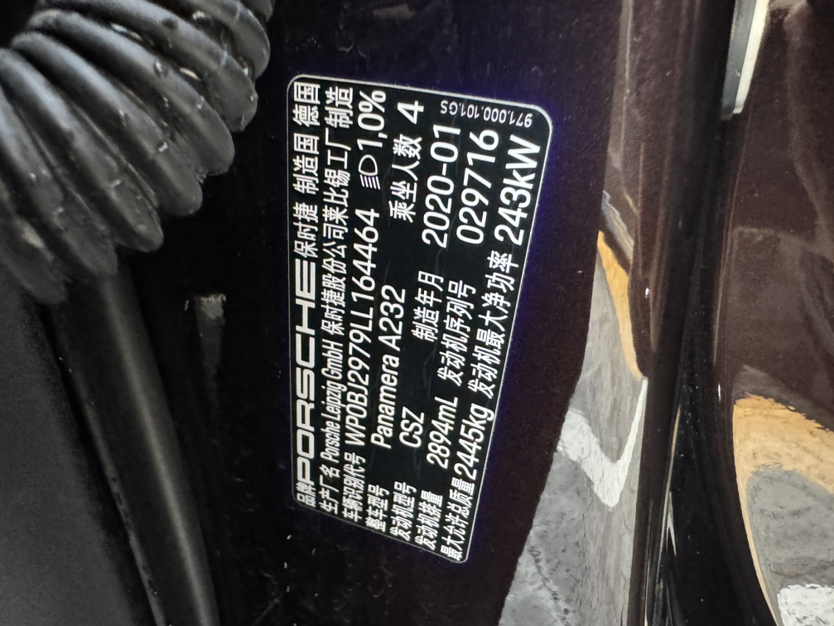 品牌 PORSCHE 保时捷 制造国 德国
生产厂名 Porsche Leipzig GmbH 保时捷股份公司莱比锡工厂 制造
车辆识别代号 WP0BJ2979LL164464 1,0%
整车型号 Panamera A232 乘坐人数 4
发动机型号 CSZ 制造年月 2020-01
发动机排量 2894mL 发动机序列号 029716
最大允许总质量 2445kg 发动机最大净功率 243kW
971.000.101.GS